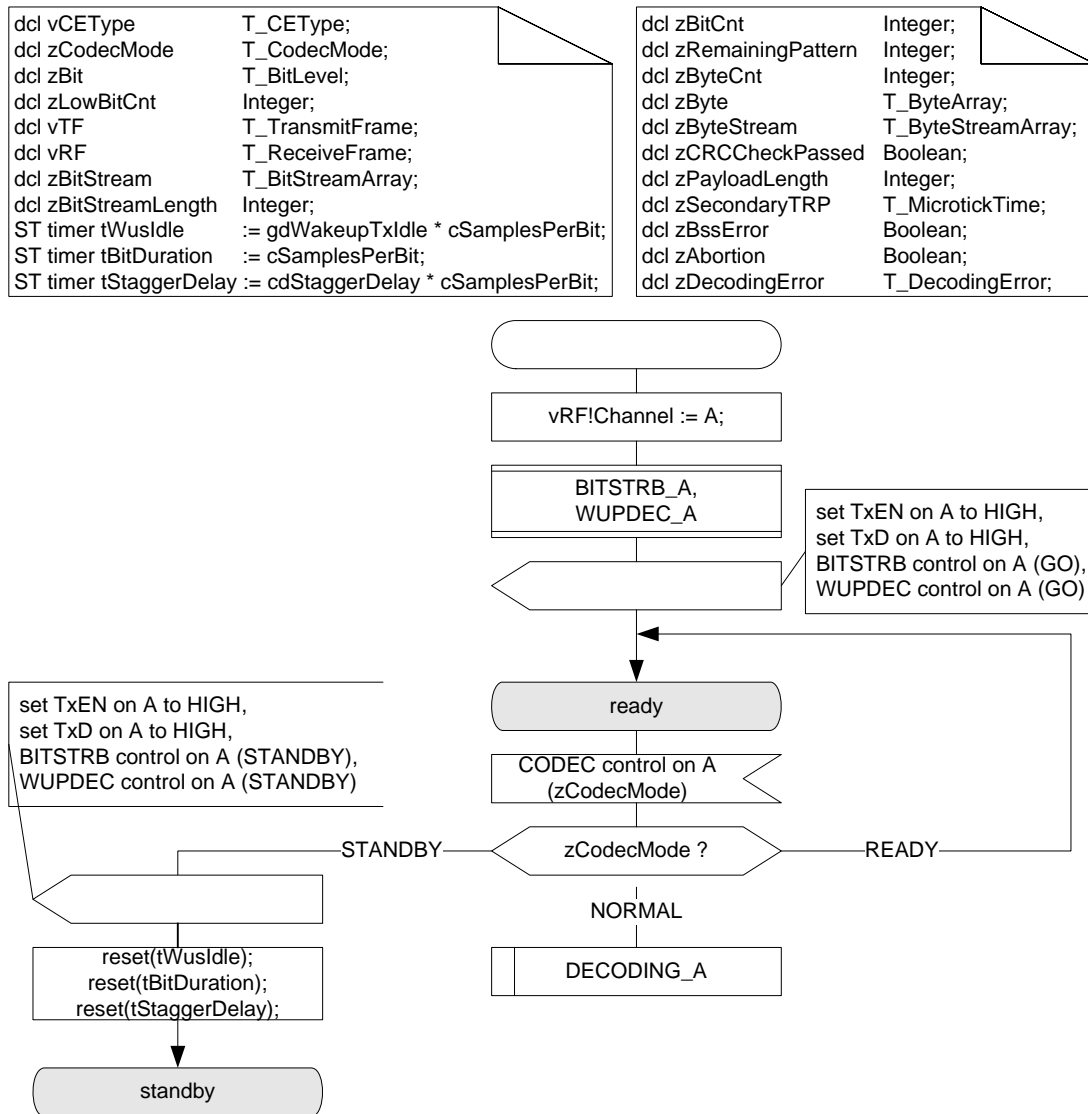 dcl vCEType T_CEType;
dcl zCodecMode T_CodecMode;
dcl zBit T_BitLevel;
dcl zLowBitCnt Integer;
dcl vTF T_TransmitFrame;
dcl vRF T_ReceiveFrame;
dcl zBitStream T_BitStreamArray;
dcl zBitStreamLength Integer;
ST timer tWusIdle := gdWakeupTxIdle * cSamplesPerBit;
ST timer tBitDuration := cSamplesPerBit;
ST timer tStaggerDelay := cdStaggerDelay * cSamplesPerBit;
dcl zBitCnt Integer;
dcl zRemainingPattern Integer;
dcl zByteCnt Integer;
dcl zByte T_ByteArray;
dcl zByteStream T_ByteStreamArray;
dcl zCRCCheckPassed Boolean;
dcl zPayloadLength Integer;
dcl zSecondaryTRP T_MicrotickTime;
dcl zBssError Boolean;
dcl zAbortion Boolean;
dcl zDecodingError T_DecodingError;
vRF!Channel := A;
BITSTRB_A,
WUPDEC_A
set TxEN on A to HIGH,
set TxD on A to HIGH,
BITSTRB control on A (GO),
WUPDEC control on A (GO)
ready
set TxEN on A to HIGH,
set TxD on A to HIGH,
BITSTRB control on A (STANDBY),
WUPDEC control on A (STANDBY)
CODEC control on A
(zCodecMode)
STANDBY
zCodecMode ?
READY
NORMAL
DECODING_A
reset(tWusIdle);
reset(tBitDuration);
reset(tStaggerDelay);
standby